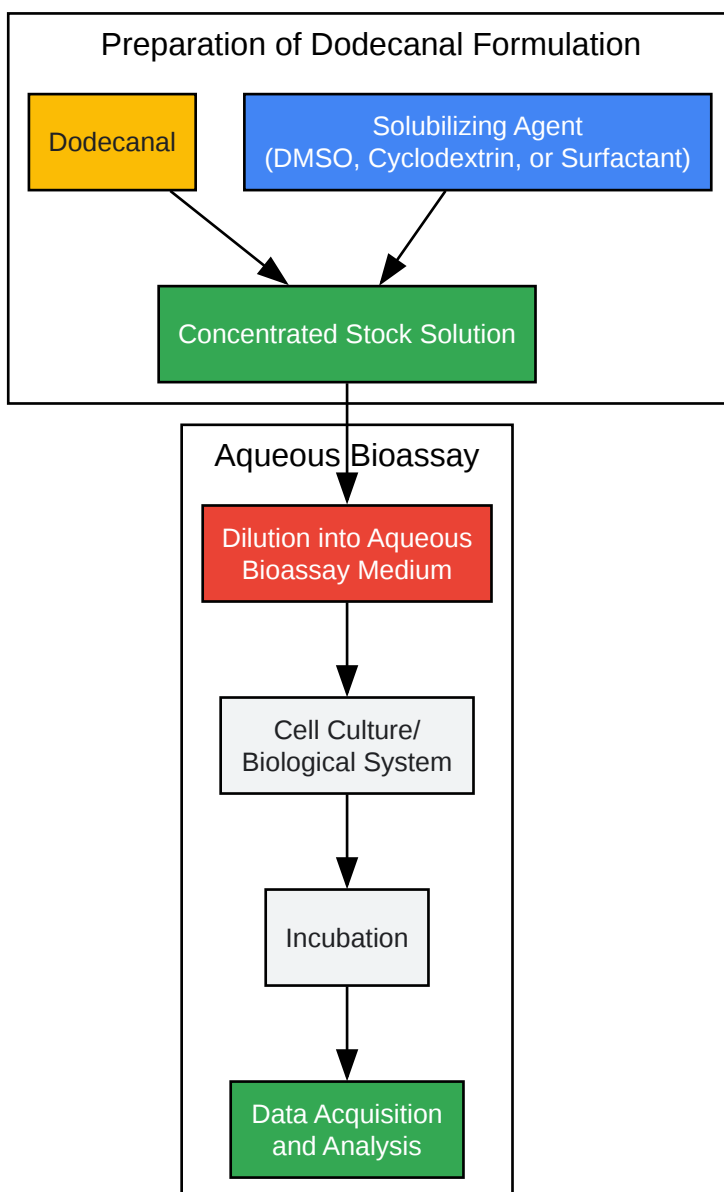 Preparation of Dodecanal Formulation
Dodecanal
Solubilizing Agent
(DMSO, Cyclodextrin, or Surfactant)
Concentrated Stock Solution
Aqueous Bioassay
Dilution into Aqueous
Bioassay Medium
Cell Culture/
Biological System
Incubation
Data Acquisition
and Analysis